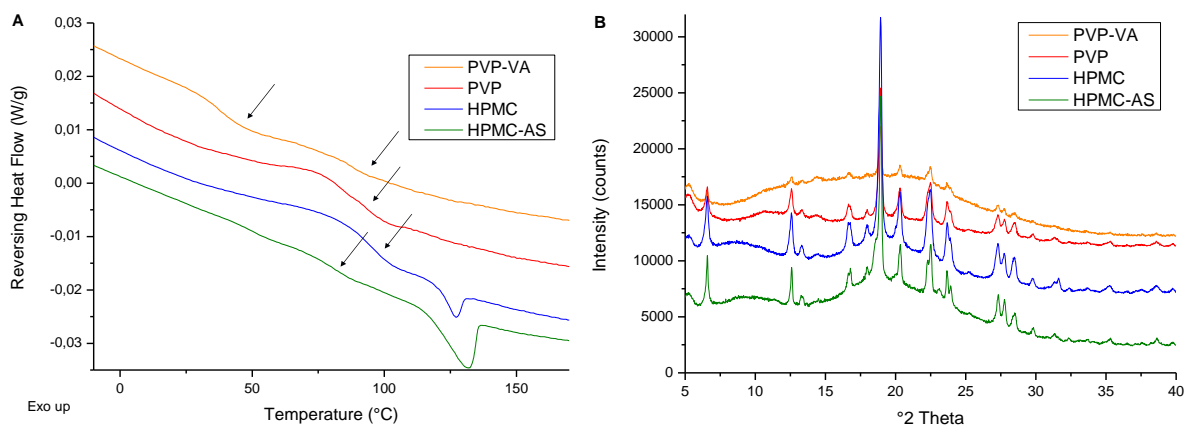 A
0,03
0,02
0,01
0,00
-0,01
-0,02
-0,03
Reversing Heat Flow (W/g)
PVP-VA
PVP
HPMC
HPMC-AS
0
50
100
150
Exo up
Temperature (°C)
B
30000
25000
20000
15000
10000
5000
0
Intensity (counts)
PVP-VA
PVP
HPMC
HPMC-AS
5
10
15
20
25
30
35
40
°2 Theta